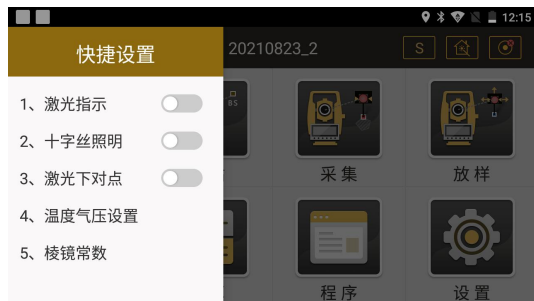 12:15
快捷设置
20210823_2
S
1、激光指示
2、十字丝照明
3、激光下对点
4、温度气压设置
5、棱镜常数
BS
采集
放样
程序
设置